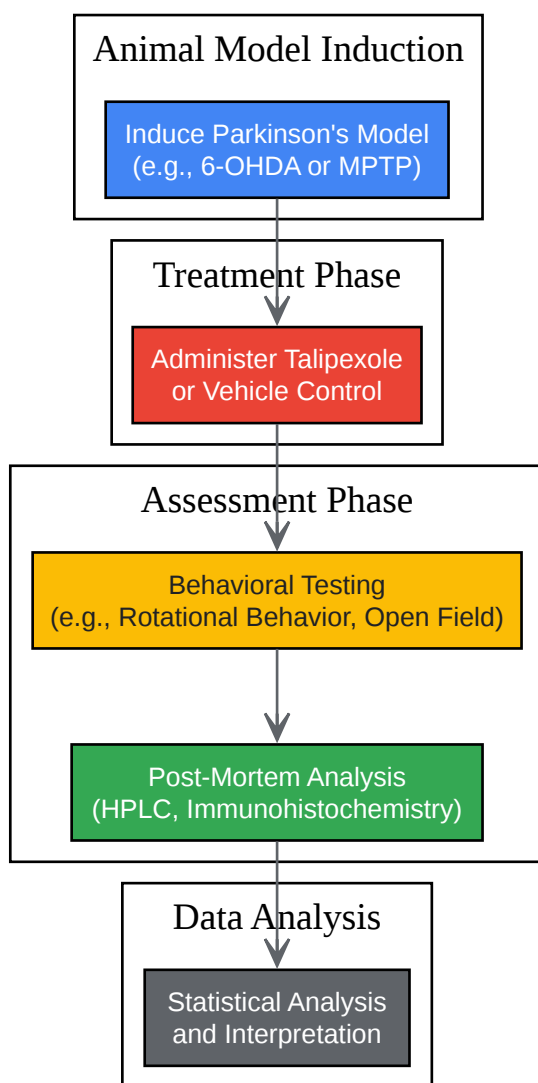 Animal Model Induction
Induce Parkinson's Model
(e.g., 6-OHDA or MPTP)
Treatment Phase
Administer Talipexole
or Vehicle Control
Assessment Phase
Behavioral Testing
(e.g., Rotational Behavior, Open Field)
Post-Mortem Analysis
(HPLC, Immunohistochemistry)
Data Analysis
Statistical Analysis
and Interpretation